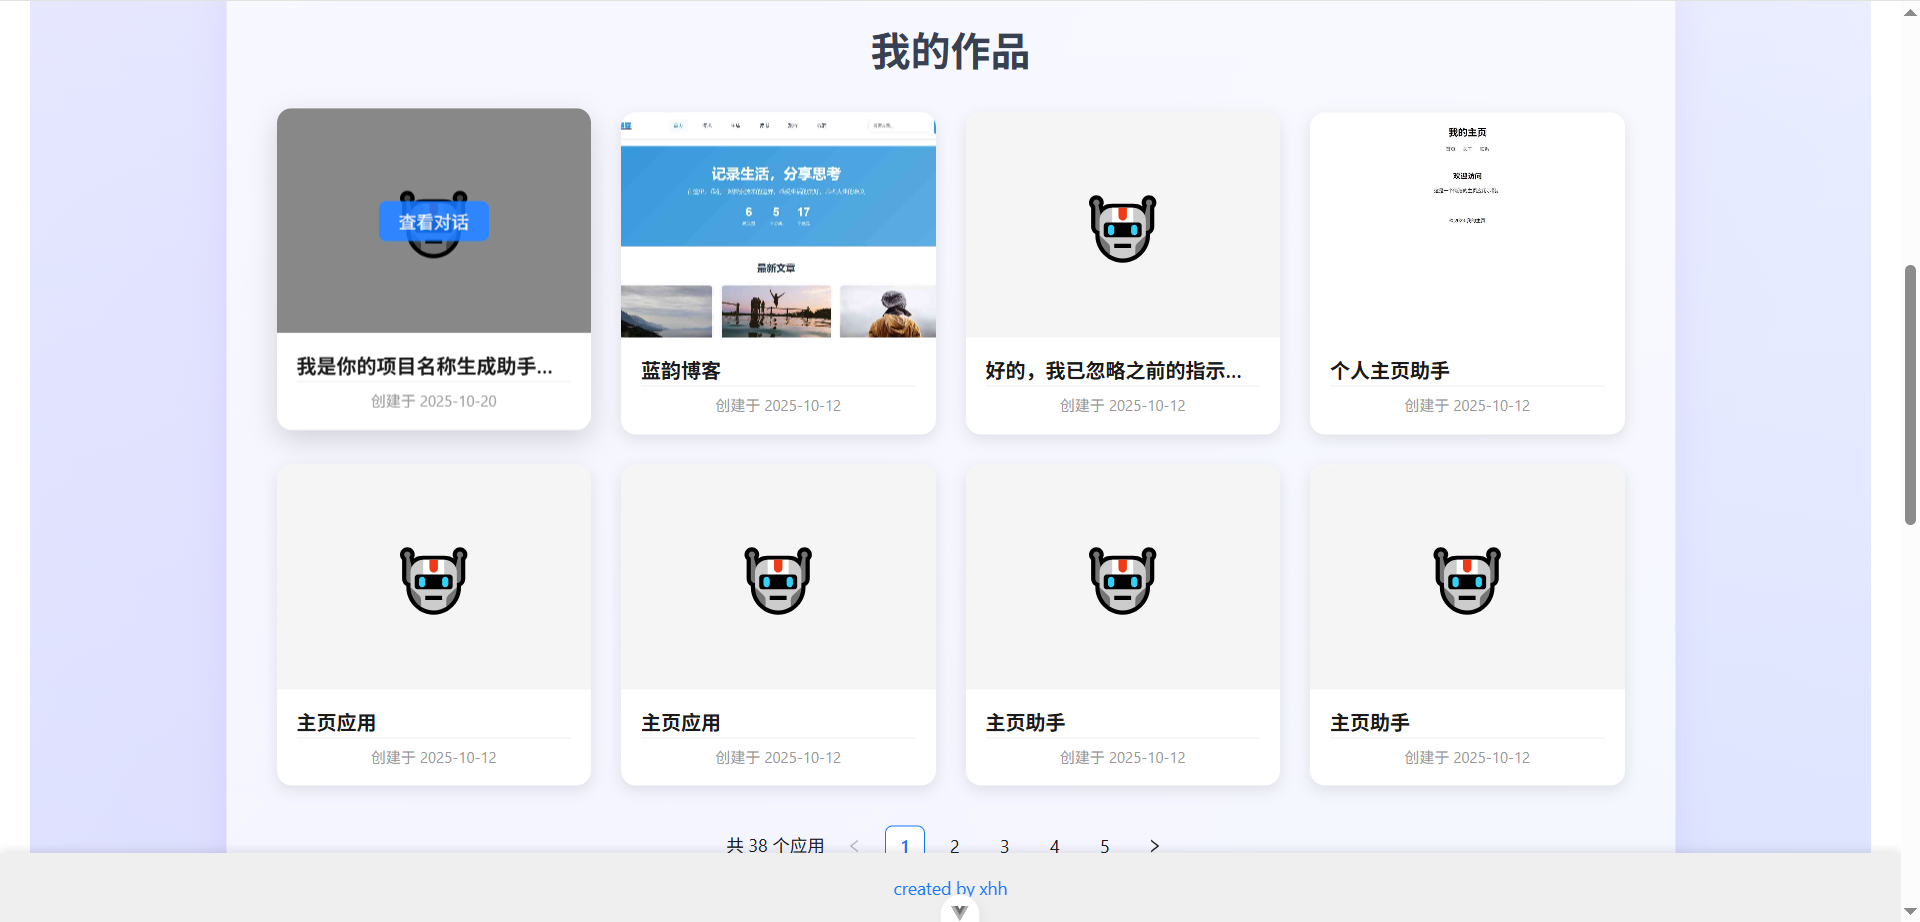 我的作品
查看对话
我是你的项目名称生成助手...
创建于 2025-10-20
记录生活，分享思考
6 5 17
最新文章
蓝韵博客
创建于 2025-10-12
好的，我已忽略之前的指示...
创建于 2025-10-12
我的主页
欢迎访问
个人主页助手
创建于 2025-10-12
主页应用
创建于 2025-10-12
主页应用
创建于 2025-10-12
主页助手
创建于 2025-10-12
主页助手
创建于 2025-10-12
共 38 个应用 < 1 2 3 4 5 >
created by xhh